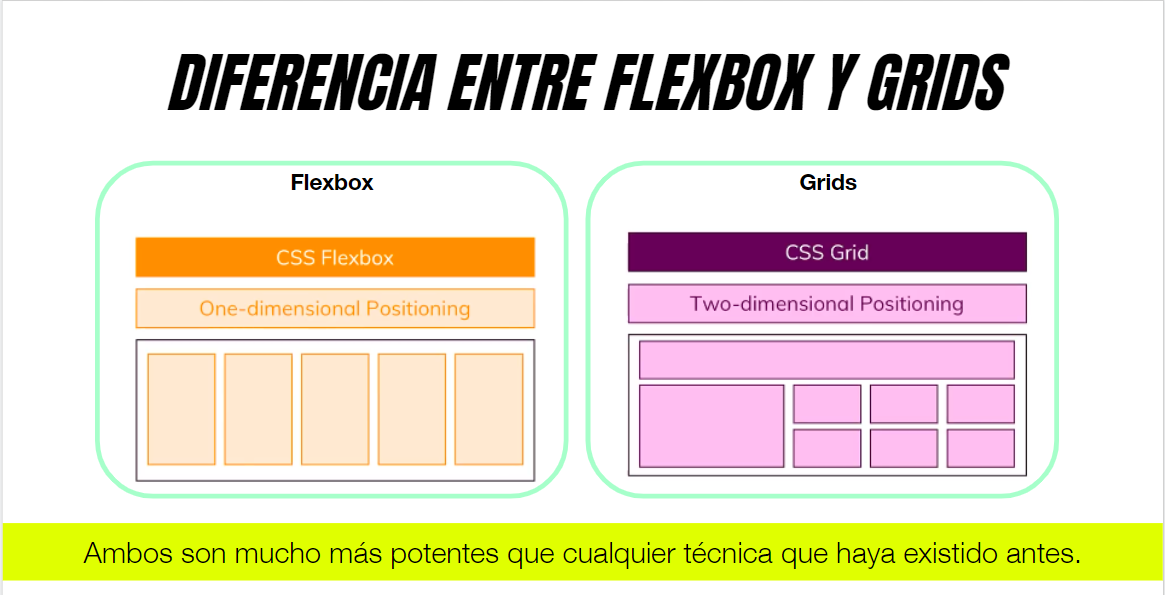 DIFERENCIA ENTRE FLEXBOX Y GRIDS
Flexbox
CSS Flexbox
One-dimensional Positioning
Grids
CSS Grid
Two-dimensional Positioning
Ambos son mucho más potentes que cualquier técnica que haya existido antes.